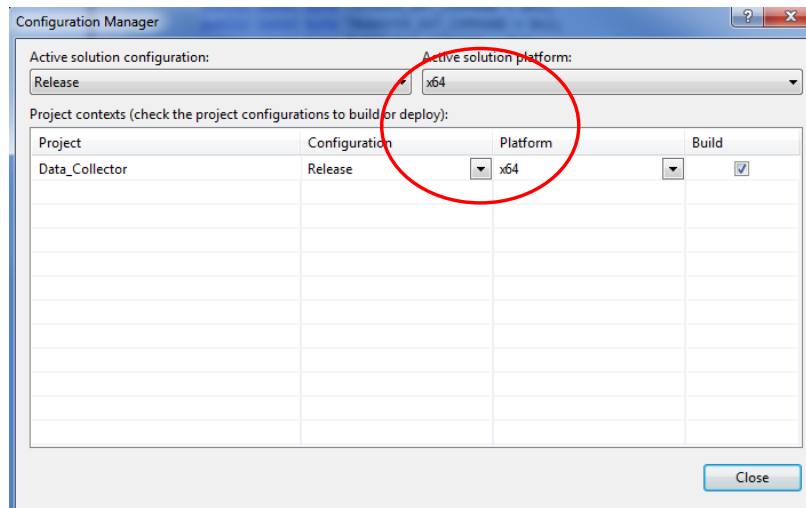 Configuration Manager
Active solution configuration: Active solution platform:
Release x64
Project contexts (check the project configurations to build or deploy):
Project Configuration Platform Build
Data_Collector Release x64
Close